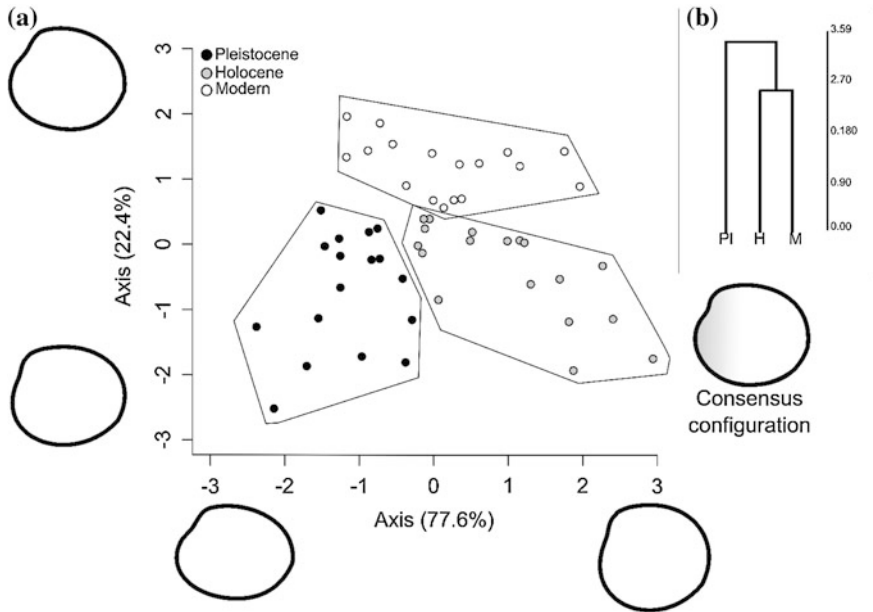 (a)
Pleistocene
Holocene
Modern
3
2
1
0
-1
-2
-3
Axis (22.4%)
-3 -2 -1 0 1 2 3
Axis (77.6%)
(b)
3.59
2.70
0.180
0.90
0.00
Pl H M
Consensus
configuration